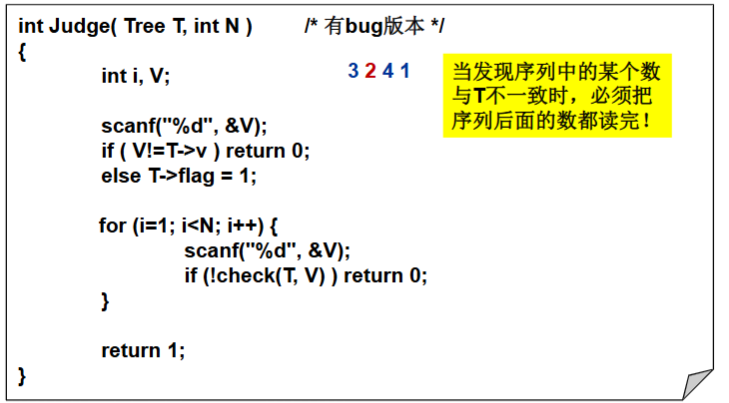 int Judge( Tree T, int N )      /* 有bug版本 */
{
        int i, V;
3 2 4 1
当发现序列中的某个数
与T不一致时，必须把
序列后面的数都读完！
        scanf("%d", &V);
        if ( V!=T->v ) return 0;
        else T->flag = 1;
        for (i=1; i<N; i++) {
                scanf("%d", &V);
                if (!check(T, V) ) return 0;
        }
        return 1;
}